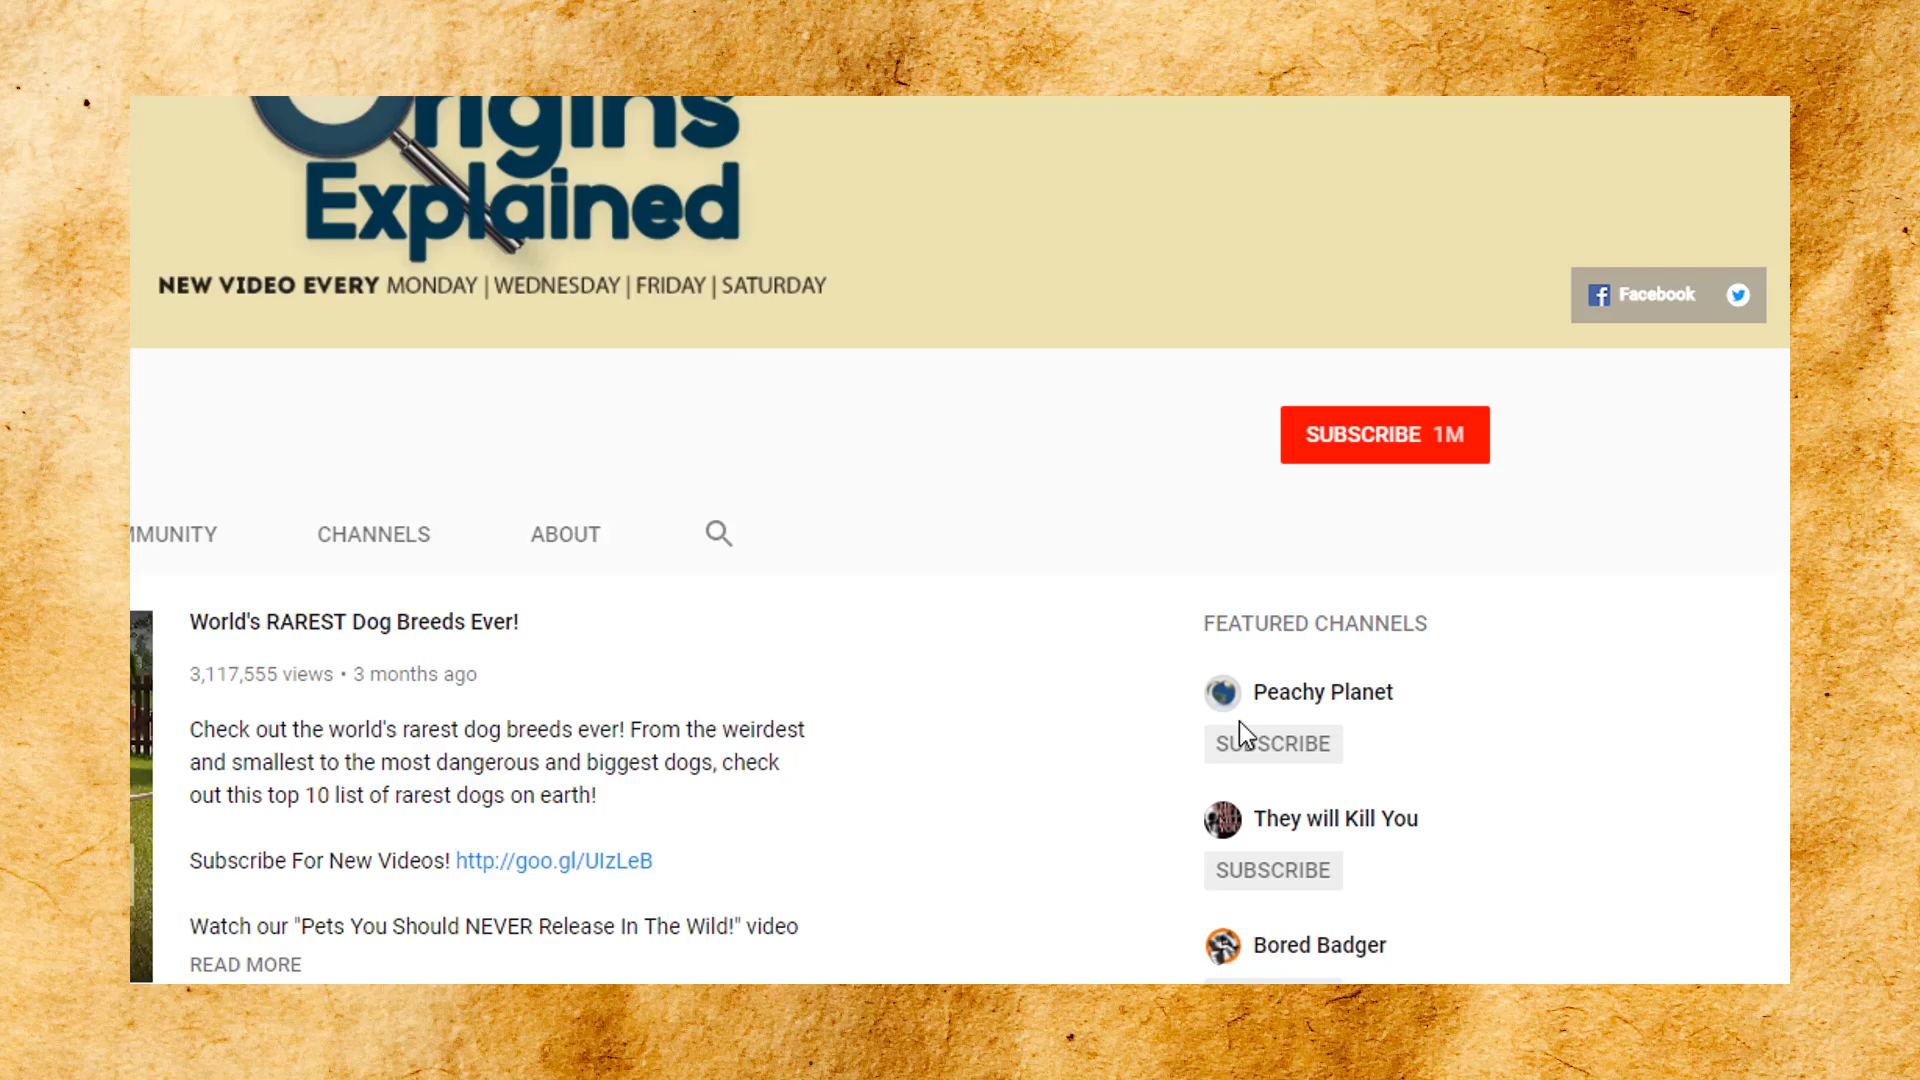 Origins
Explained
NEW VIDEO EVERY MONDAY | WEDNESDAY | FRIDAY | SATURDAY
Facebook
SUBSCRIBE 1M
MMUNITY CHANNELS ABOUT
World's RAREST Dog Breeds Ever!
3,117,555 views • 3 months ago
Check out the world's rarest dog breeds ever! From the weirdest
and smallest to the most dangerous and biggest dogs, check
out this top 10 list of rarest dogs on earth!
Subscribe For New Videos! http://goo.gl/UIzLeB
Watch our "Pets You Should NEVER Release In The Wild!" video
READ MORE
FEATURED CHANNELS
Peachy Planet
SUBSCRIBE
They will Kill You
SUBSCRIBE
Bored Badger